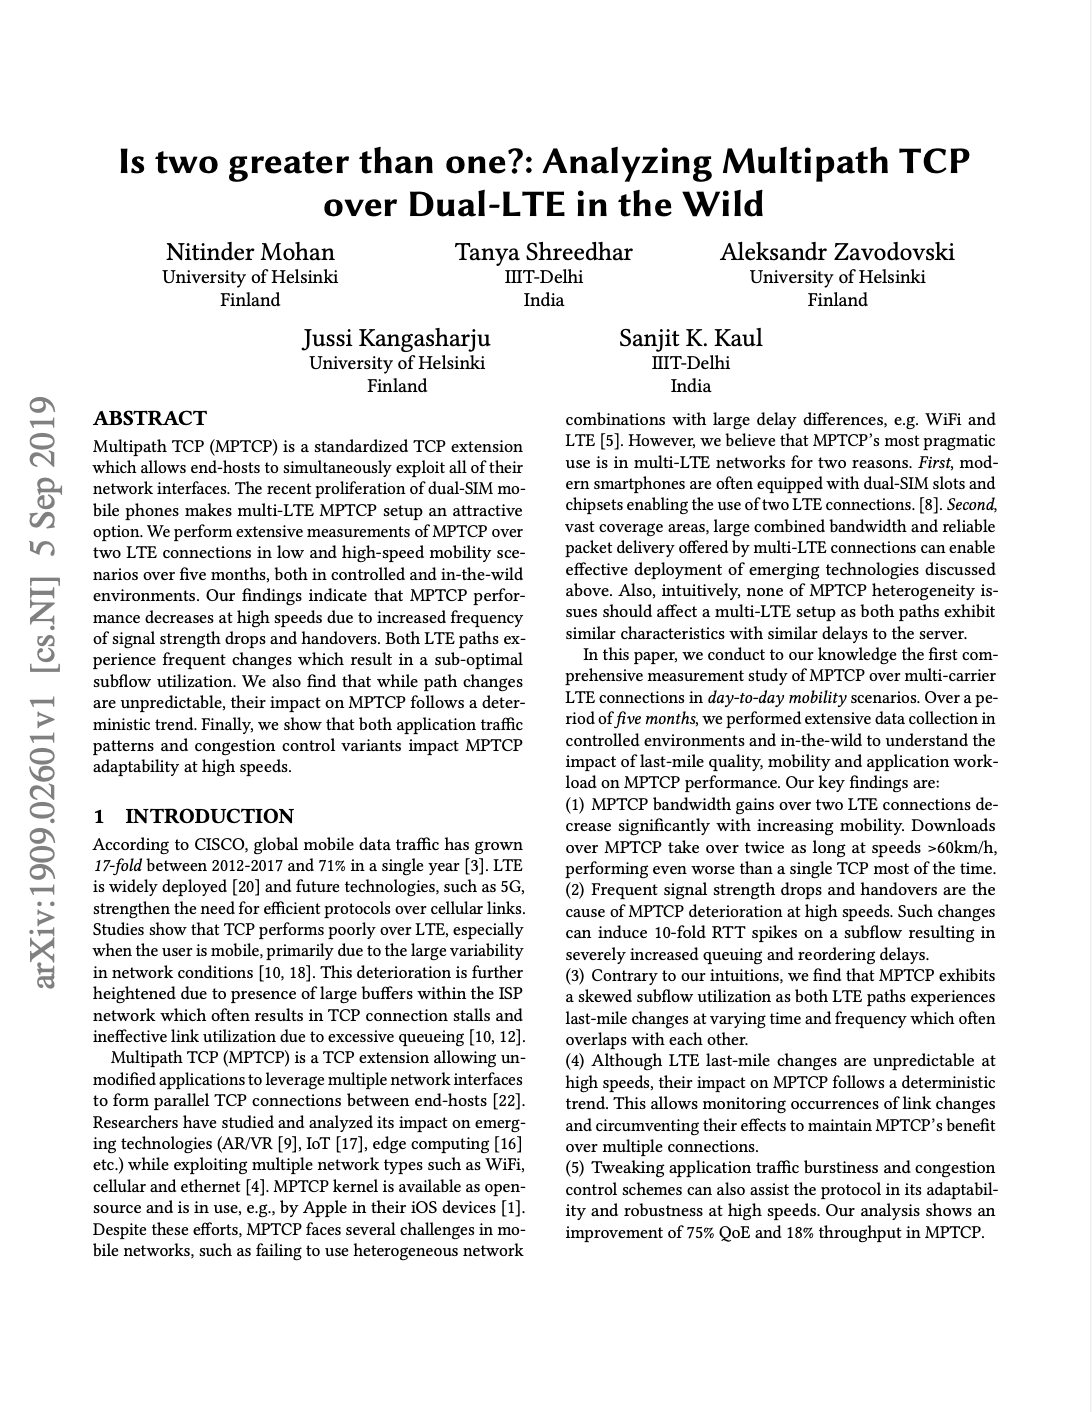 Is two greater than one?: Analyzing Multipath TCP
over Dual-LTE in the Wild
Nitinder Mohan
University of Helsinki
Finland
Tanya Shreedhar
IIIT-Delhi
India
Aleksandr Zavodovski
University of Helsinki
Finland
Jussi Kangasharju
University of Helsinki
Finland
Sanjit K. Kaul
IIIT-Delhi
India
arXiv:1909.02601v1 [cs.NI] 5 Sep 2019
ABSTRACT
Multipath TCP (MPTCP) is a standardized TCP extension
which allows end-hosts to simultaneously exploit all of their
network interfaces. The recent proliferation of dual-SIM mo-
bile phones makes multi-LTE MPTCP setup an attractive
option. We perform extensive measurements of MPTCP over
two LTE connections in low and high-speed mobility sce-
narios over five months, both in controlled and in-the-wild
environments. Our findings indicate that MPTCP perfor-
mance decreases at high speeds due to increased frequency
of signal strength drops and handovers. Both LTE paths ex-
perience frequent changes which result in a sub-optimal
subflow utilization. We also find that while path changes
are unpredictable, their impact on MPTCP follows a deter-
ministic trend. Finally, we show that both application traffic
patterns and congestion control variants impact MPTCP
adaptability at high speeds.
1 INTRODUCTION
According to CISCO, global mobile data traffic has grown
17-fold between 2012-2017 and 71% in a single year [3]. LTE
is widely deployed [20] and future technologies, such as 5G,
strengthen the need for efficient protocols over cellular links.
Studies show that TCP performs poorly over LTE, especially
when the user is mobile, primarily due to the large variability
in network conditions [10, 18]. This deterioration is further
heightened due to presence of large buffers within the ISP
network which often results in TCP connection stalls and
ineffective link utilization due to excessive queueing [10, 12].
Multipath TCP (MPTCP) is a TCP extension allowing un-
modified applications to leverage multiple network interfaces
to form parallel TCP connections between end-hosts [22].
Researchers have studied and analyzed its impact on emerg-
ing technologies (AR/VR [9], IoT [17], edge computing [16]
etc.) while exploiting multiple network types such as WiFi,
cellular and ethernet [4]. MPTCP kernel is available as open-
source and is in use, e.g., by Apple in their iOS devices [1].
Despite these efforts, MPTCP faces several challenges in mo-
bile networks, such as failing to use heterogeneous network
combinations with large delay differences, e.g. WiFi and
LTE [5]. However, we believe that MPTCP's most pragmatic
use is in multi-LTE networks for two reasons. First, mod-
ern smartphones are often equipped with dual-SIM slots and
chipsets enabling the use of two LTE connections. [8]. Second,
vast coverage areas, large combined bandwidth and reliable
packet delivery offered by multi-LTE connections can enable
effective deployment of emerging technologies discussed
above. Also, intuitively, none of MPTCP heterogeneity is-
sues should affect a multi-LTE setup as both paths exhibit
similar characteristics with similar delays to the server.
In this paper, we conduct to our knowledge the first com-
prehensive measurement study of MPTCP over multi-carrier
LTE connections in day-to-day mobility scenarios. Over a pe-
riod of five months, we performed extensive data collection in
controlled environments and in-the-wild to understand the
impact of last-mile quality, mobility and application work-
load on MPTCP performance. Our key findings are:
(1) MPTCP bandwidth gains over two LTE connections de-
crease significantly with increasing mobility. Downloads
over MPTCP take over twice as long at speeds >60km/h,
performing even worse than a single TCP most of the time.
(2) Frequent signal strength drops and handovers are the
cause of MPTCP deterioration at high speeds. Such changes
can induce 10-fold RTT spikes on a subflow resulting in
severely increased queuing and reordering delays.
(3) Contrary to our intuitions, we find that MPTCP exhibits
a skewed subflow utilization as both LTE paths experiences
last-mile changes at varying time and frequency which often
overlaps with each other.
(4) Although LTE last-mile changes are unpredictable at
high speeds, their impact on MPTCP follows a deterministic
trend. This allows monitoring occurrences of link changes
and circumventing their effects to maintain MPTCP's benefit
over multiple connections.
(5) Tweaking application traffic burstiness and congestion
control schemes can also assist the protocol in its adaptabil-
ity and robustness at high speeds. Our analysis shows an
improvement of 75% QoE and 18% throughput in MPTCP.